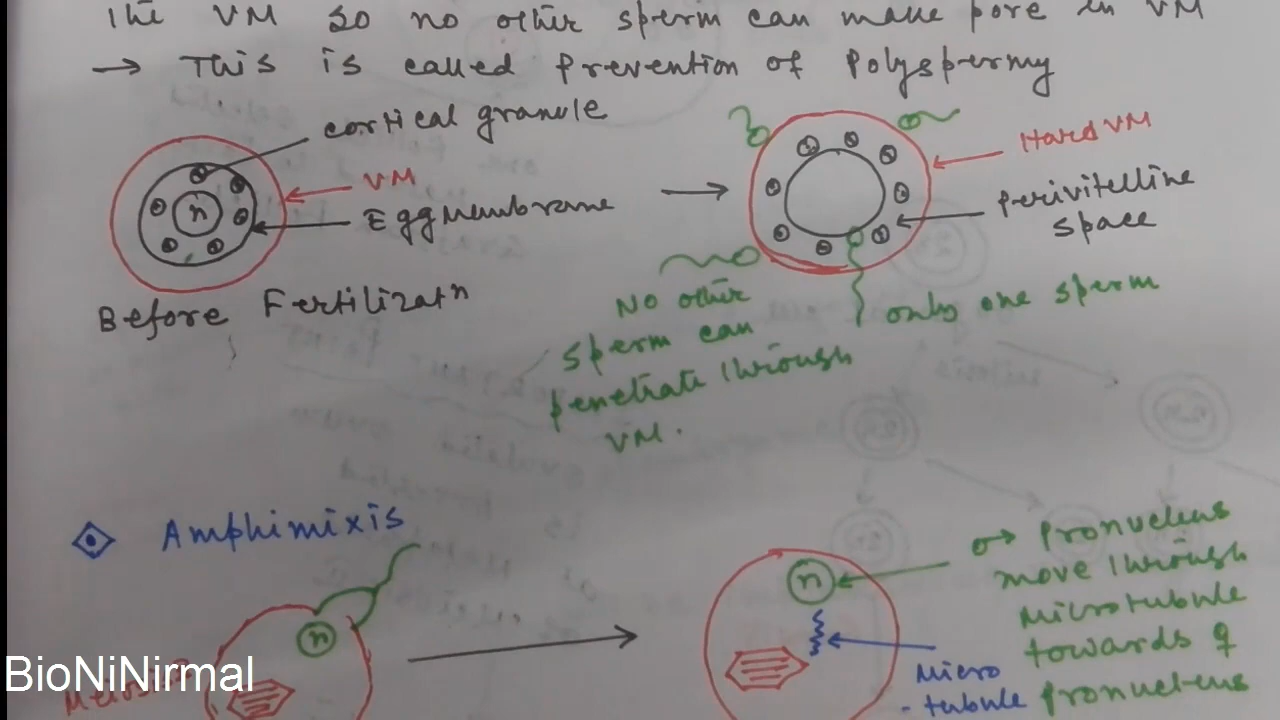 The VM so no other sperm can make pore in VM
→ This is called Prevention of Polyspermy
cortical granule
VM
Egg membrane
n
Before Fertilizatn
Hard VM
Perivitelline
space
No other
sperm can
penetrate through
VM.
only one sperm
Amphimixis
n
n
♂ Pronucleus
move through
microtubule
towards ♀
pronucleus
Micro
-tubule
Meiosis
BioNiNirmal